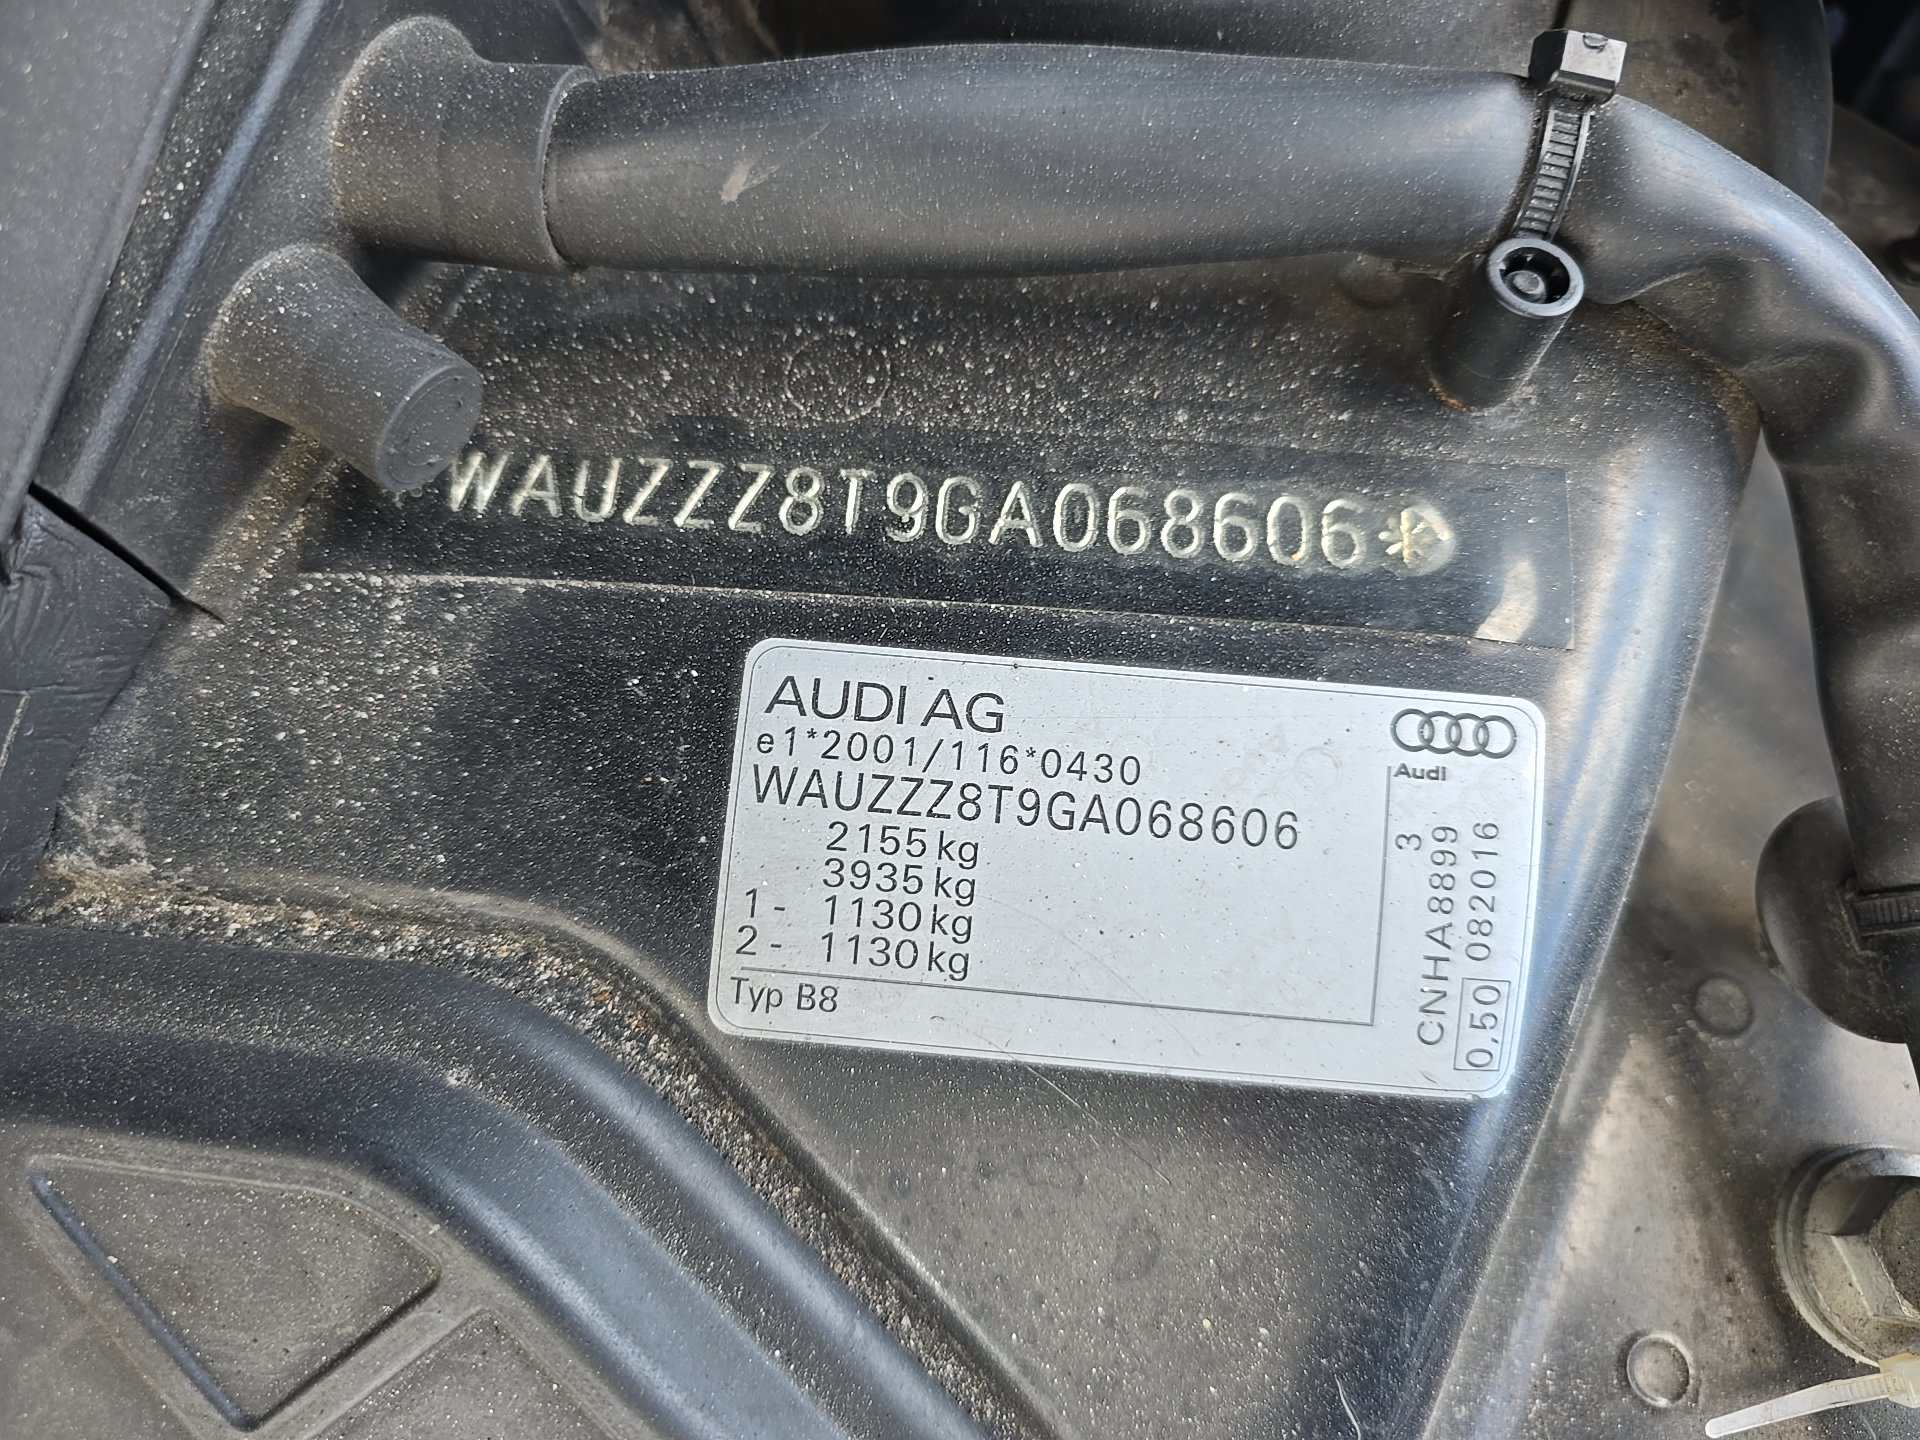 WAUZZZ8T9GA068606*
AUDI AG
e1*2001/116*0430
WAUZZZ8T9GA068606
2155 kg
3935 kg
1 - 1130 kg
2 - 1130 kg
Typ B8
Audi
3
CNHA8899
0,50 082016